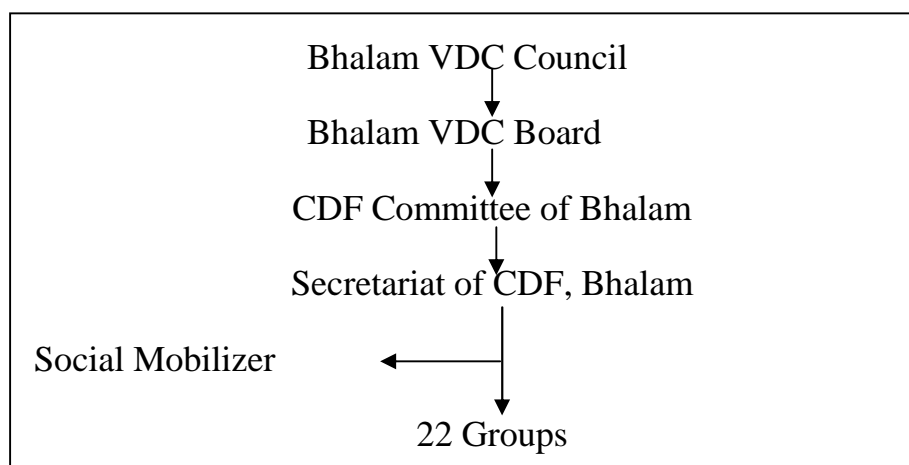 Bhalam VDC Council
Bhalam VDC Board
CDF Committee of Bhalam
Secretariat of CDF, Bhalam
Social Mobilizer
22 Groups